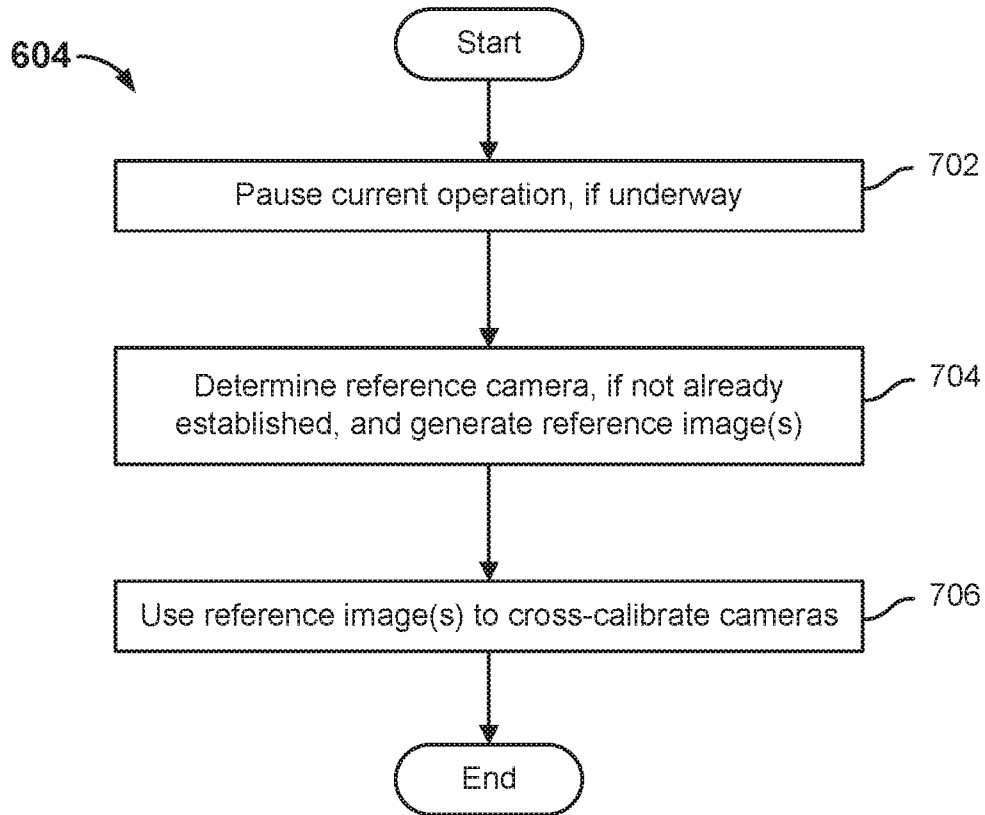 604
Start
Pause current operation, if underway
702
Determine reference camera, if not already
established, and generate reference image(s)
704
Use reference image(s) to cross-calibrate cameras
706
End